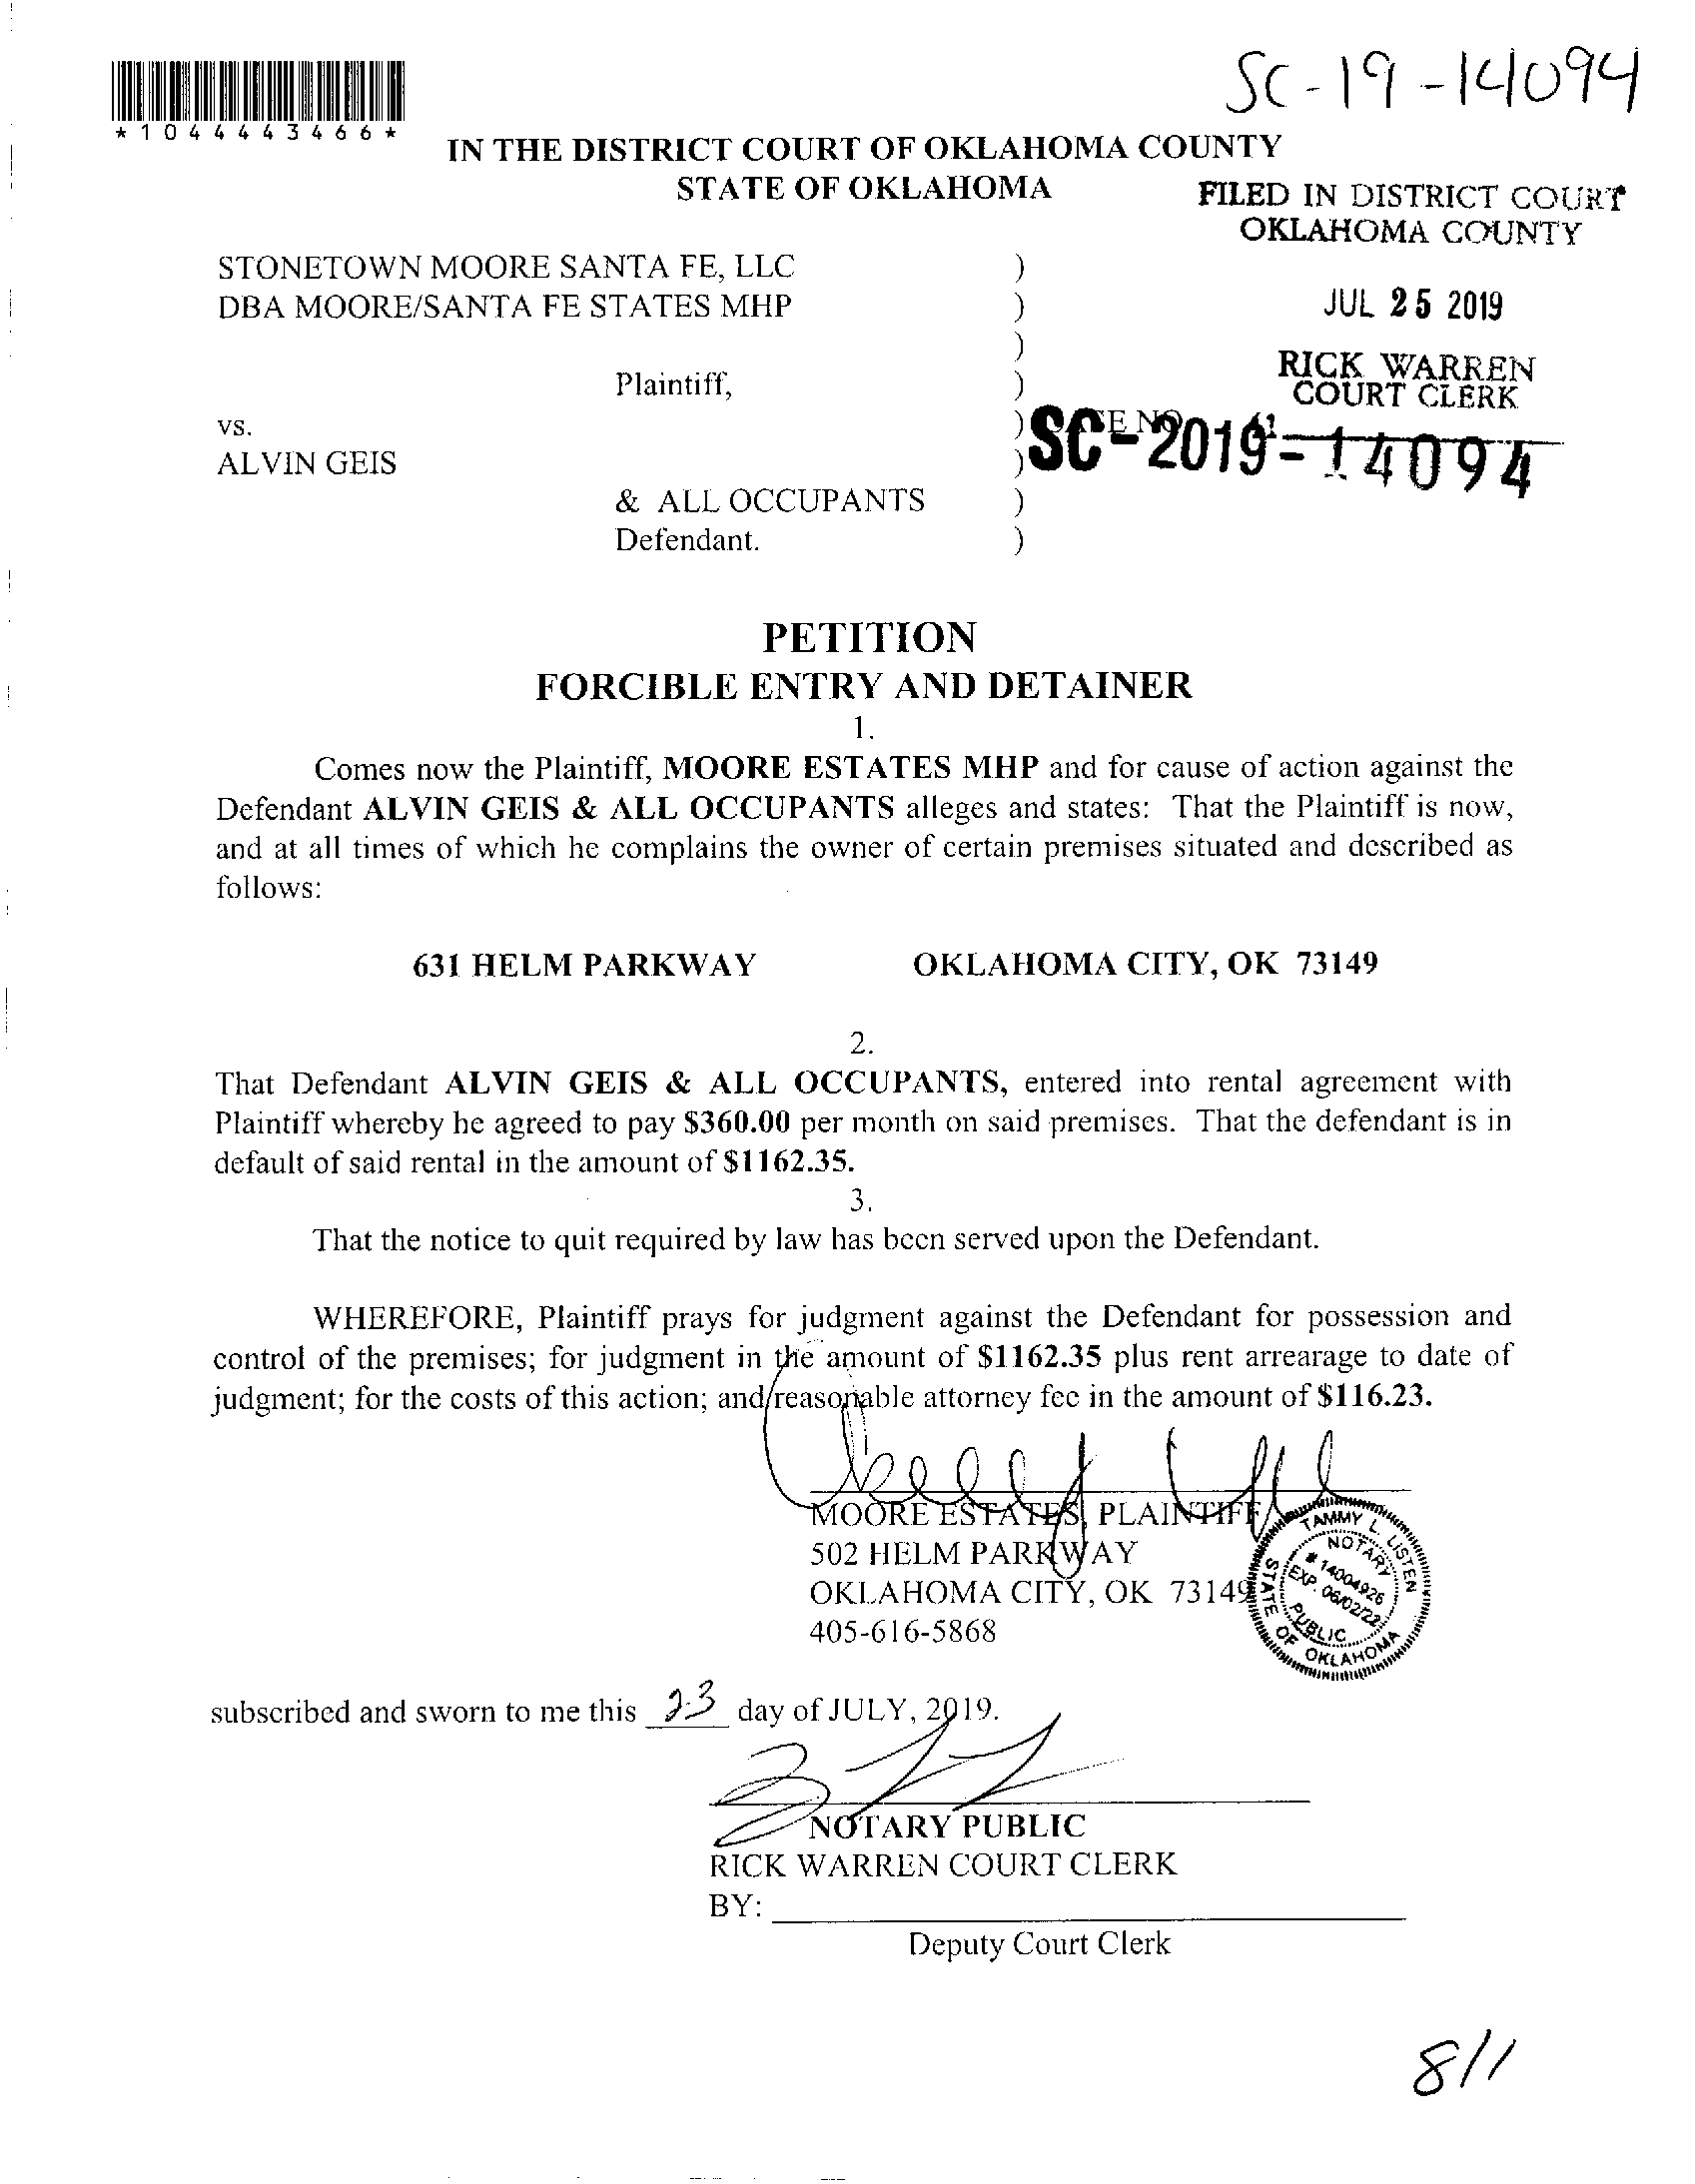 SC-19-14094
*1044443466*
IN THE DISTRICT COURT OF OKLAHOMA COUNTY
STATE OF OKLAHOMA
FILED IN DISTRICT COURT
OKLAHOMA COUNTY
STONETOWN MOORE SANTA FE, LLC )
DBA MOORE/SANTA FE STATES MHP )
JUL 25 2019
)
RICK WARREN
COURT CLERK
Plaintiff, )
vs. )
SC-2019-14094
ALVIN GEIS )
& ALL OCCUPANTS )
Defendant. )
PETITION
FORCIBLE ENTRY AND DETAINER
1.
Comes now the Plaintiff, MOORE ESTATES MHP and for cause of action against the
Defendant ALVIN GEIS & ALL OCCUPANTS alleges and states: That the Plaintiff is now,
and at all times of which he complains the owner of certain premises situated and described as
follows:
631 HELM PARKWAY OKLAHOMA CITY, OK 73149
2.
That Defendant ALVIN GEIS & ALL OCCUPANTS, entered into rental agreement with
Plaintiff whereby he agreed to pay $360.00 per month on said premises. That the defendant is in
default of said rental in the amount of $1162.35.
3.
That the notice to quit required by law has been served upon the Defendant.
WHEREFORE, Plaintiff prays for judgment against the Defendant for possession and
control of the premises; for judgment in the amount of $1162.35 plus rent arrearage to date of
judgment; for the costs of this action; and reasonable attorney fee in the amount of $116.23.
MOORE ESTATES, PLAINTIFF
502 HELM PARKWAY
OKLAHOMA CITY, OK 73149
405-616-5868
TAMMY L. LISTEN
NOTARY
# 14004926
EXP. 06/02/22
PUBLIC
STATE OF OKLAHOMA
subscribed and sworn to me this 23 day of JULY, 2019.
NOTARY PUBLIC
RICK WARREN COURT CLERK
BY:
Deputy Court Clerk
8/1